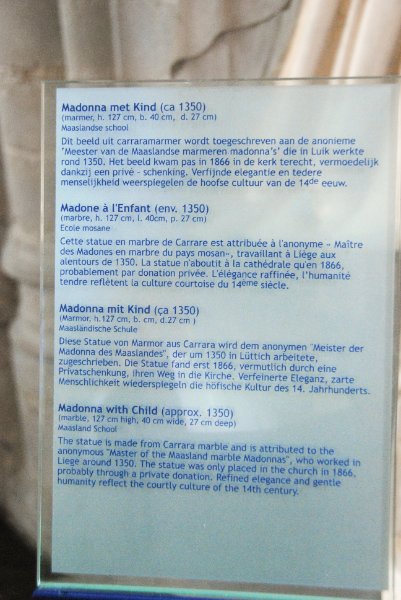 Madonna met Kind (ca 1350)
(marmer, h. 127 cm, b. 40 cm, d. 27 cm)
Maaslandse school
Dit beeld uit carraramarmer wordt toegeschreven aan de anonieme
'Meester van de Maaslandse marmeren madonna's' die in Luik werkte
rond 1350. Het beeld kwam pas in 1866 in de kerk terecht, vermoedelijk
dankzij een privé - schenking. Verfijnde elegantie en tedere
menselijkheid weerspiegelen de hoofse cultuur van de 14de eeuw.
Madone à l'Enfant (env. 1350)
(marbre, h. 127 cm, l. 40cm, p. 27 cm)
Ecole mosane
Cette statue en marbre de Carrare est attribuée à l'anonyme « Maître
des Madones en marbre du pays mosan», travaillant à Liège aux
alentours de 1350. La statue n'aboutit à la cathédrale qu'en 1866,
probablement par donation privée. L'élégance raffinée, l'humanité
tendre reflètent la culture courtoise du 14ème siècle.
Madonna mit Kind (ca 1350)
(Marmor, h.127 cm, b. cm, d.27 cm )
Maasländische Schule
Diese Statue von Marmor aus Carrara wird dem anonymen "Meister der
Madonna des Maaslandes", der um 1350 in Lüttich arbeitete,
zugeschrieben. Die Statue fand erst 1866, vermutlich durch eine
Privatschenkung, ihren Weg in die Kirche. Verfeinerte Eleganz, zarte
Menschlichkeit wiederspiegeln die höfische Kultur des 14. Jahrhunderts.
Madonna with Child (approx. 1350)
(marble, 127 cm high, 40 cm wide, 27 cm deep)
Maasland School
The statue is made from Carrara marble and is attributed to the
anonymous "Master of the Maasland marble Madonnas", who worked in
Liege around 1350. The statue was only placed in the church in 1866,
probably through a private donation. Refined elegance and gentle
humanity reflect the courtly culture of the 14th century.